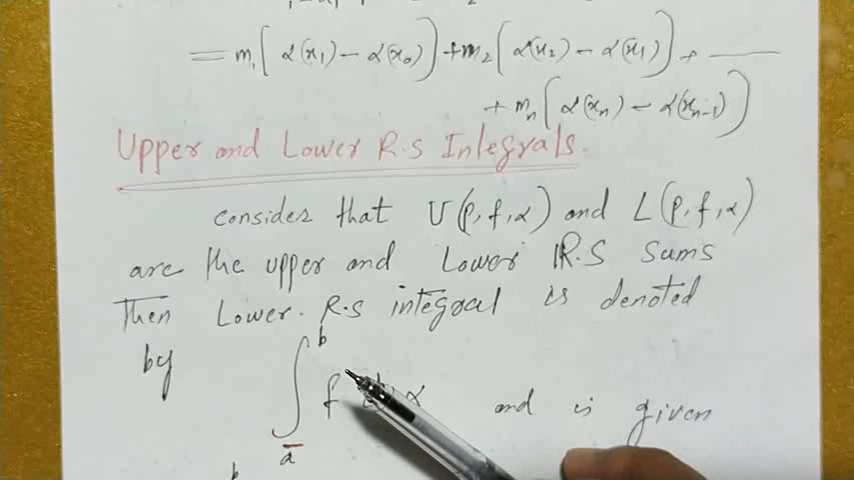 = m₁[α(x₁) - α(x₀)] + m₂[α(x₂) - α(x₁)] + ——
+ mₙ[α(xₙ) - α(xₙ₋₁)]
Upper and Lower R.S Integrals.
consider that U(P,f,α) and L(P,f,α)
are the upper and Lower R.S sums
Then Lower. R.S integral is denoted
by ∫_a^b f d α and is given
b